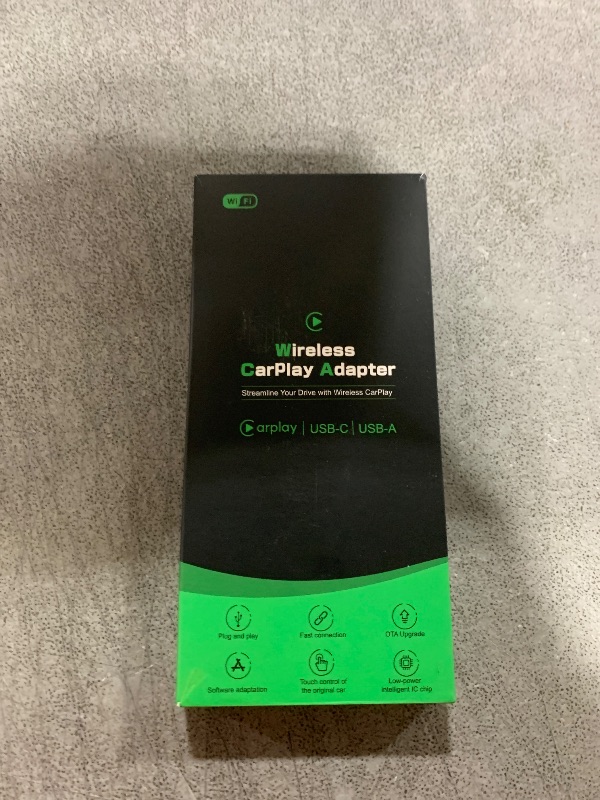 WiFi
Wireless
CarPlay Adapter
Streamline Your Drive with Wireless CarPlay
Carplay | USB-C | USB-A
Plug and play
Fast connection
OTA Upgrade
Software adaptation
Touch control of
the original car
Low-power
intelligent IC chip